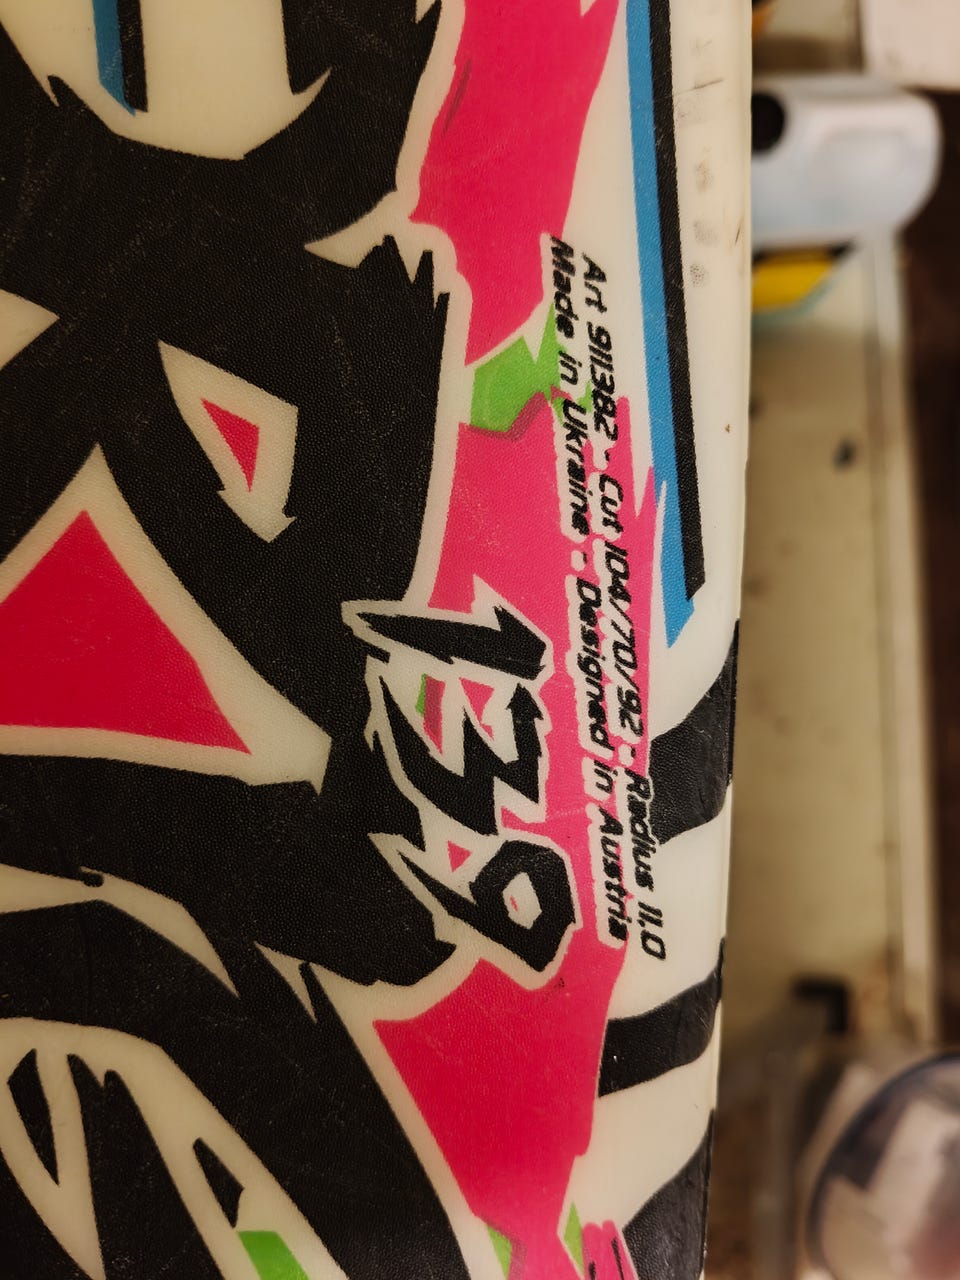 Art 911382 - Cut 104/70/92 - Radius 11.0
Made in Ukraine - Designed in Austria
139